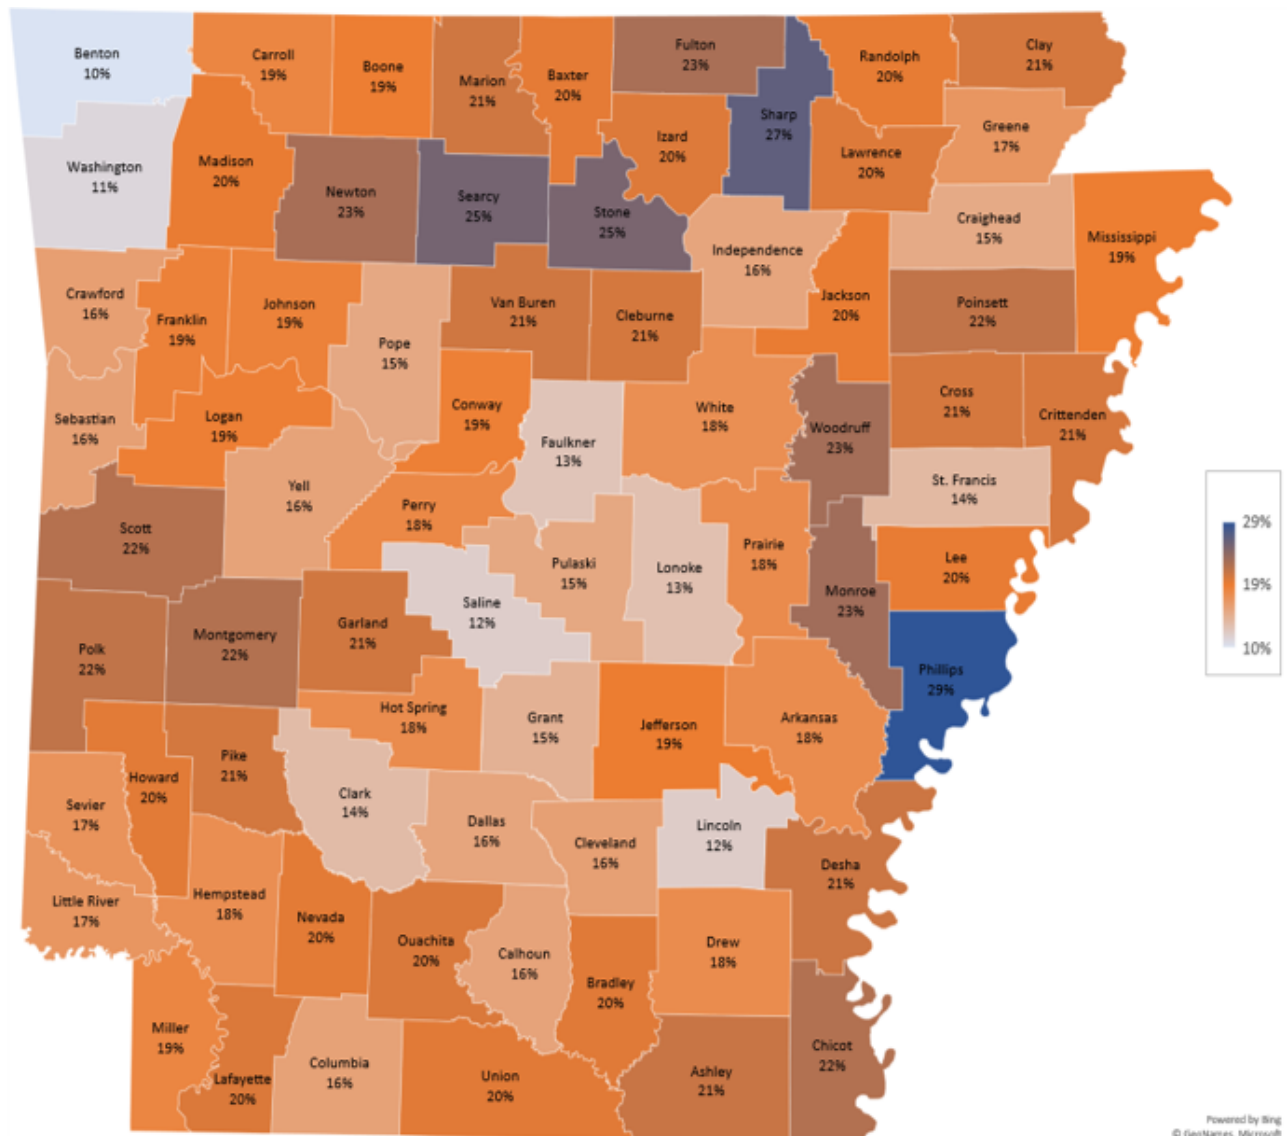 Benton
10%
Carroll
19%
Boone
19%
Marion
21%
Baxter
20%
Fulton
23%
Sharp
27%
Randolph
20%
Clay
21%
Greene
17%
Izard
20%
Lawrence
20%
Washington
11%
Madison
20%
Newton
23%
Searcy
25%
Stone
25%
Independence
16%
Craighead
15%
Mississippi
19%
Crawford
16%
Franklin
19%
Johnson
19%
Pope
15%
Van Buren
21%
Cleburne
21%
Jackson
20%
Poinsett
22%
Sebastian
16%
Logan
19%
Conway
19%
Faulkner
13%
White
18%
Woodruff
23%
Cross
21%
Crittenden
21%
St. Francis
14%
Yell
16%
Perry
18%
Scott
22%
Pulaski
15%
Lonoke
13%
Prairie
18%
Monroe
23%
Lee
20%
29%
19%
10%
Polk
22%
Montgomery
22%
Garland
21%
Saline
12%
Phillips
29%
Hot Spring
18%
Grant
15%
Jefferson
19%
Arkansas
18%
Sevier
17%
Howard
20%
Pike
21%
Clark
14%
Dallas
16%
Cleveland
16%
Lincoln
12%
Desha
21%
Little River
17%
Hempstead
18%
Nevada
20%
Ouachita
20%
Calhoun
16%
Bradley
20%
Drew
18%
Miller
19%
Lafayette
20%
Columbia
16%
Union
20%
Ashley
21%
Chicot
22%
Powered by Bing
© GeoNames, Microsoft